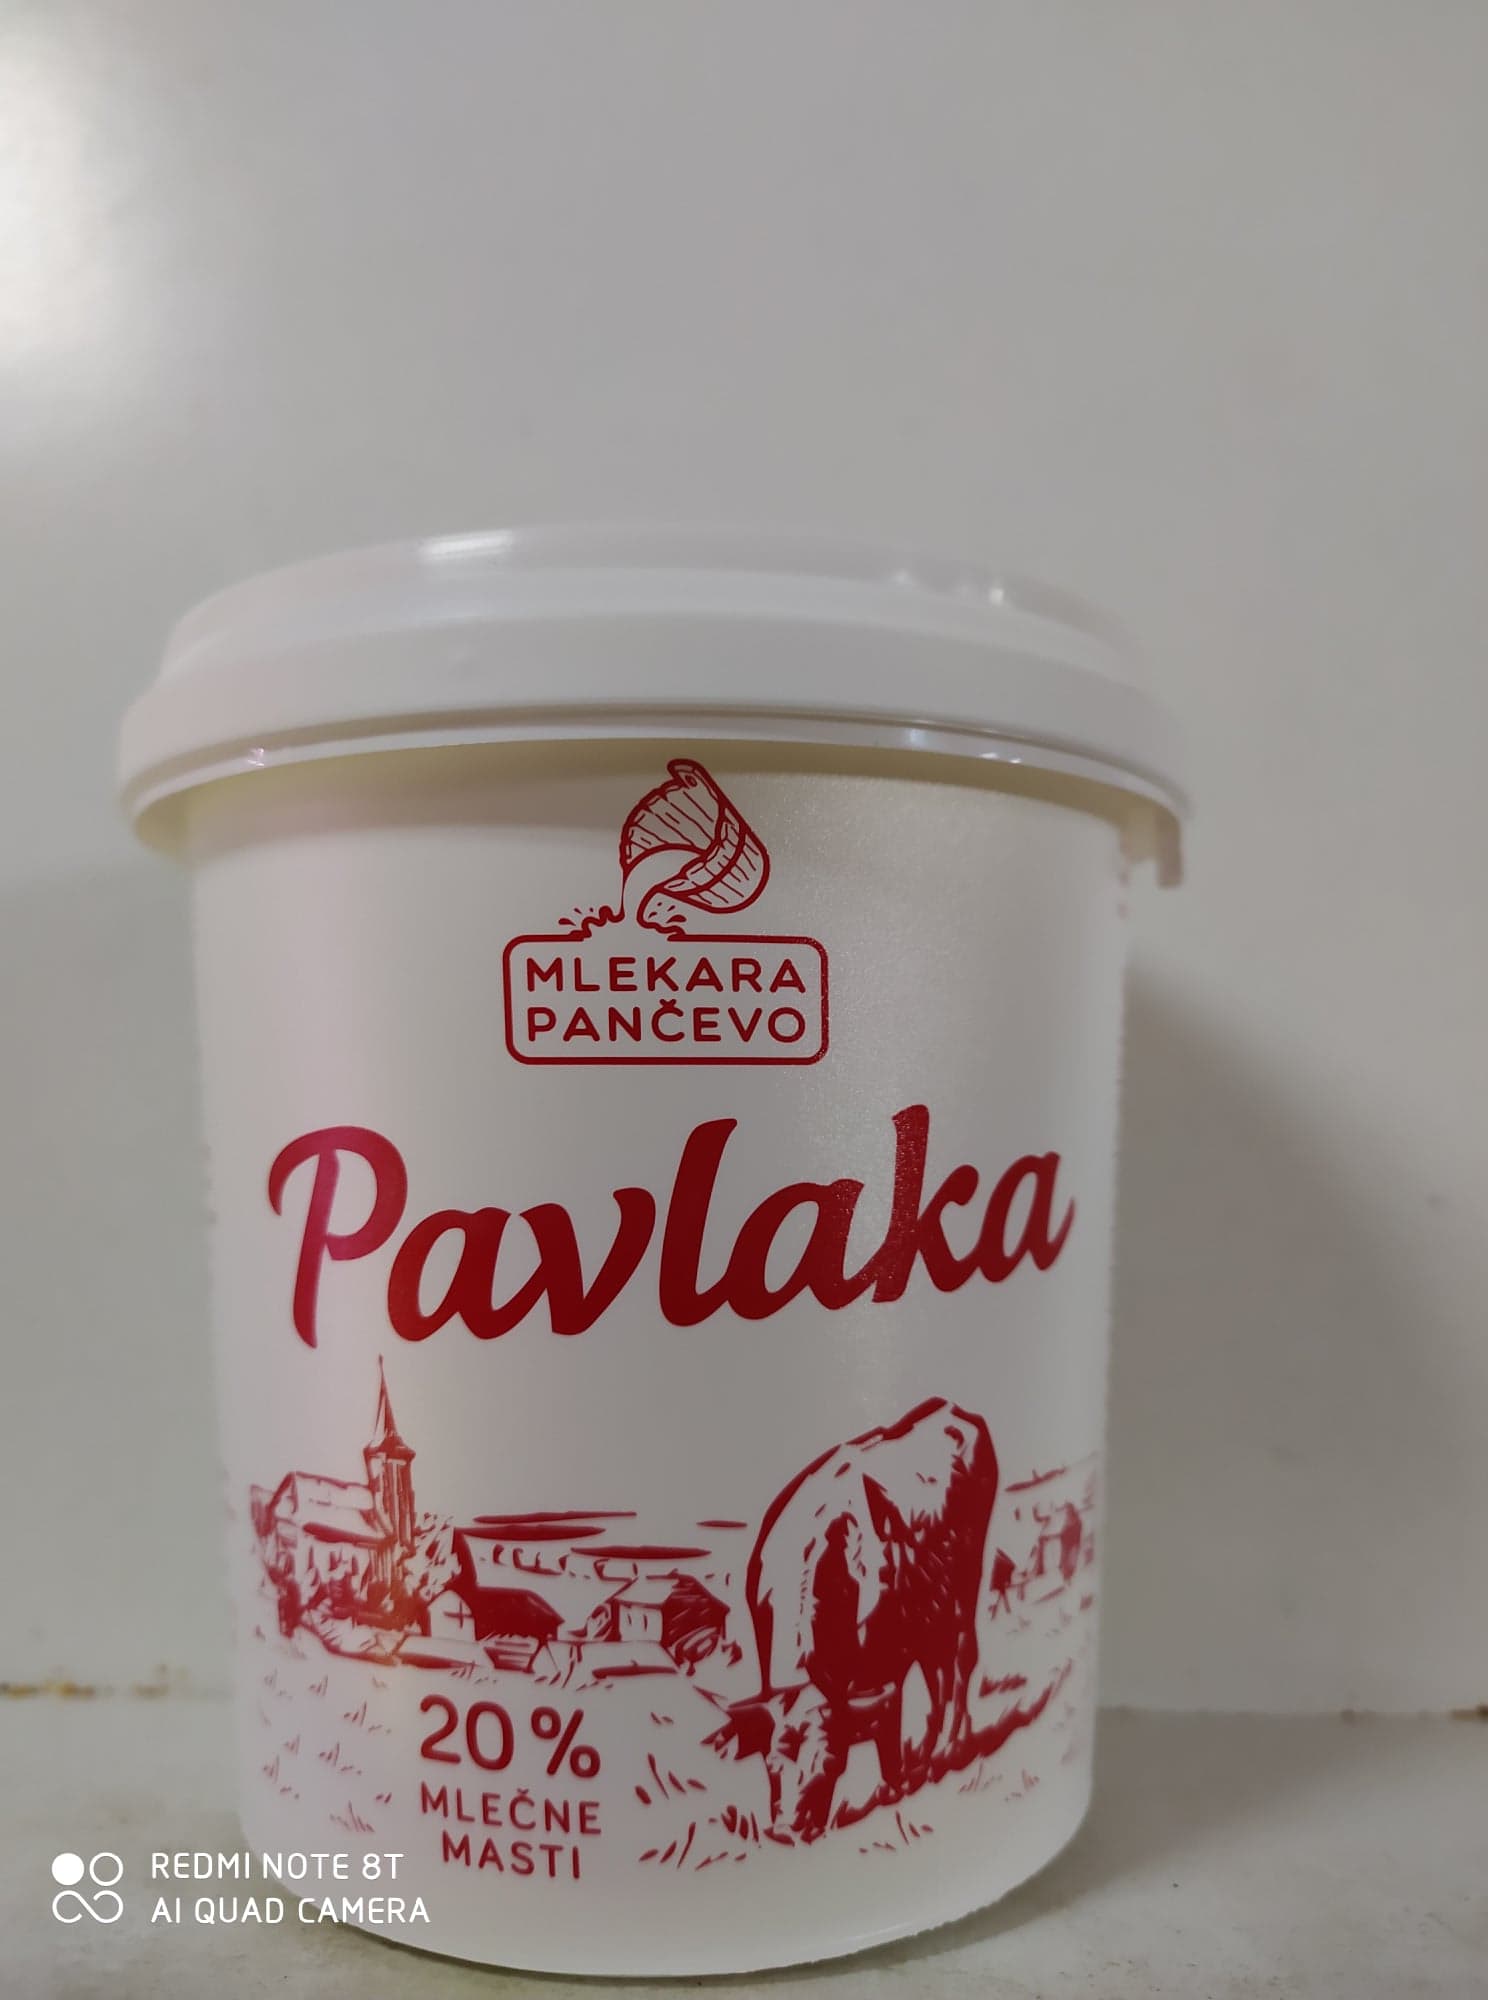 MLEKARA
PANČEVO
Pavlaka
20%
MLEČNE
MASTI
REDMI NOTE 8T
AI QUAD CAMERA